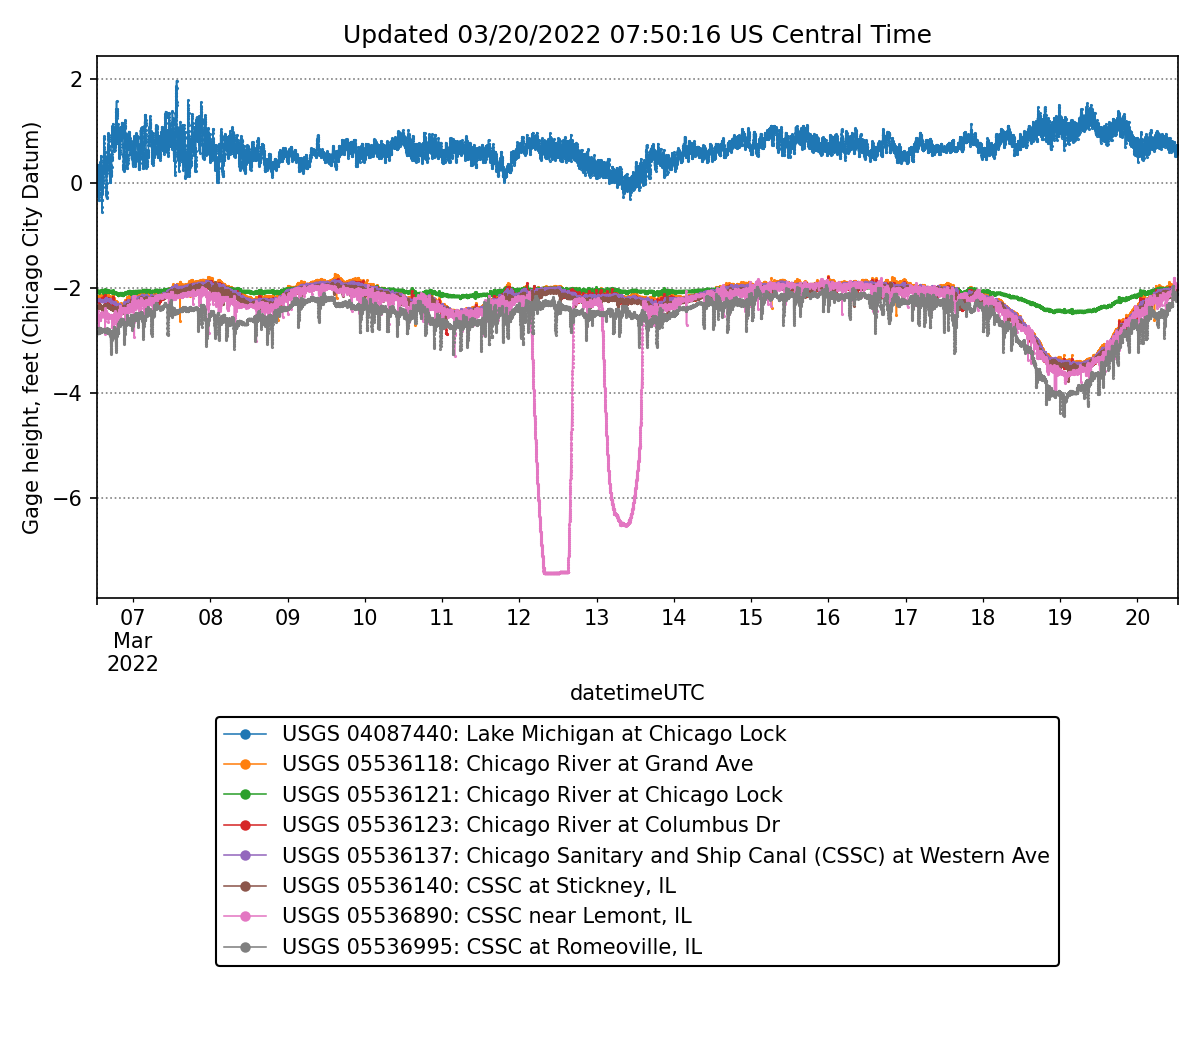 Updated 03/20/2022 07:50:16 US Central Time
Gage height, feet (Chicago City Datum)
2
0
−2
−4
−6
07 08 09 10 11 12 13 14 15 16 17 18 19 20
Mar
2022
datetimeUTC
USGS 04087440: Lake Michigan at Chicago Lock
USGS 05536118: Chicago River at Grand Ave
USGS 05536121: Chicago River at Chicago Lock
USGS 05536123: Chicago River at Columbus Dr
USGS 05536137: Chicago Sanitary and Ship Canal (CSSC) at Western Ave
USGS 05536140: CSSC at Stickney, IL
USGS 05536890: CSSC near Lemont, IL
USGS 05536995: CSSC at Romeoville, IL